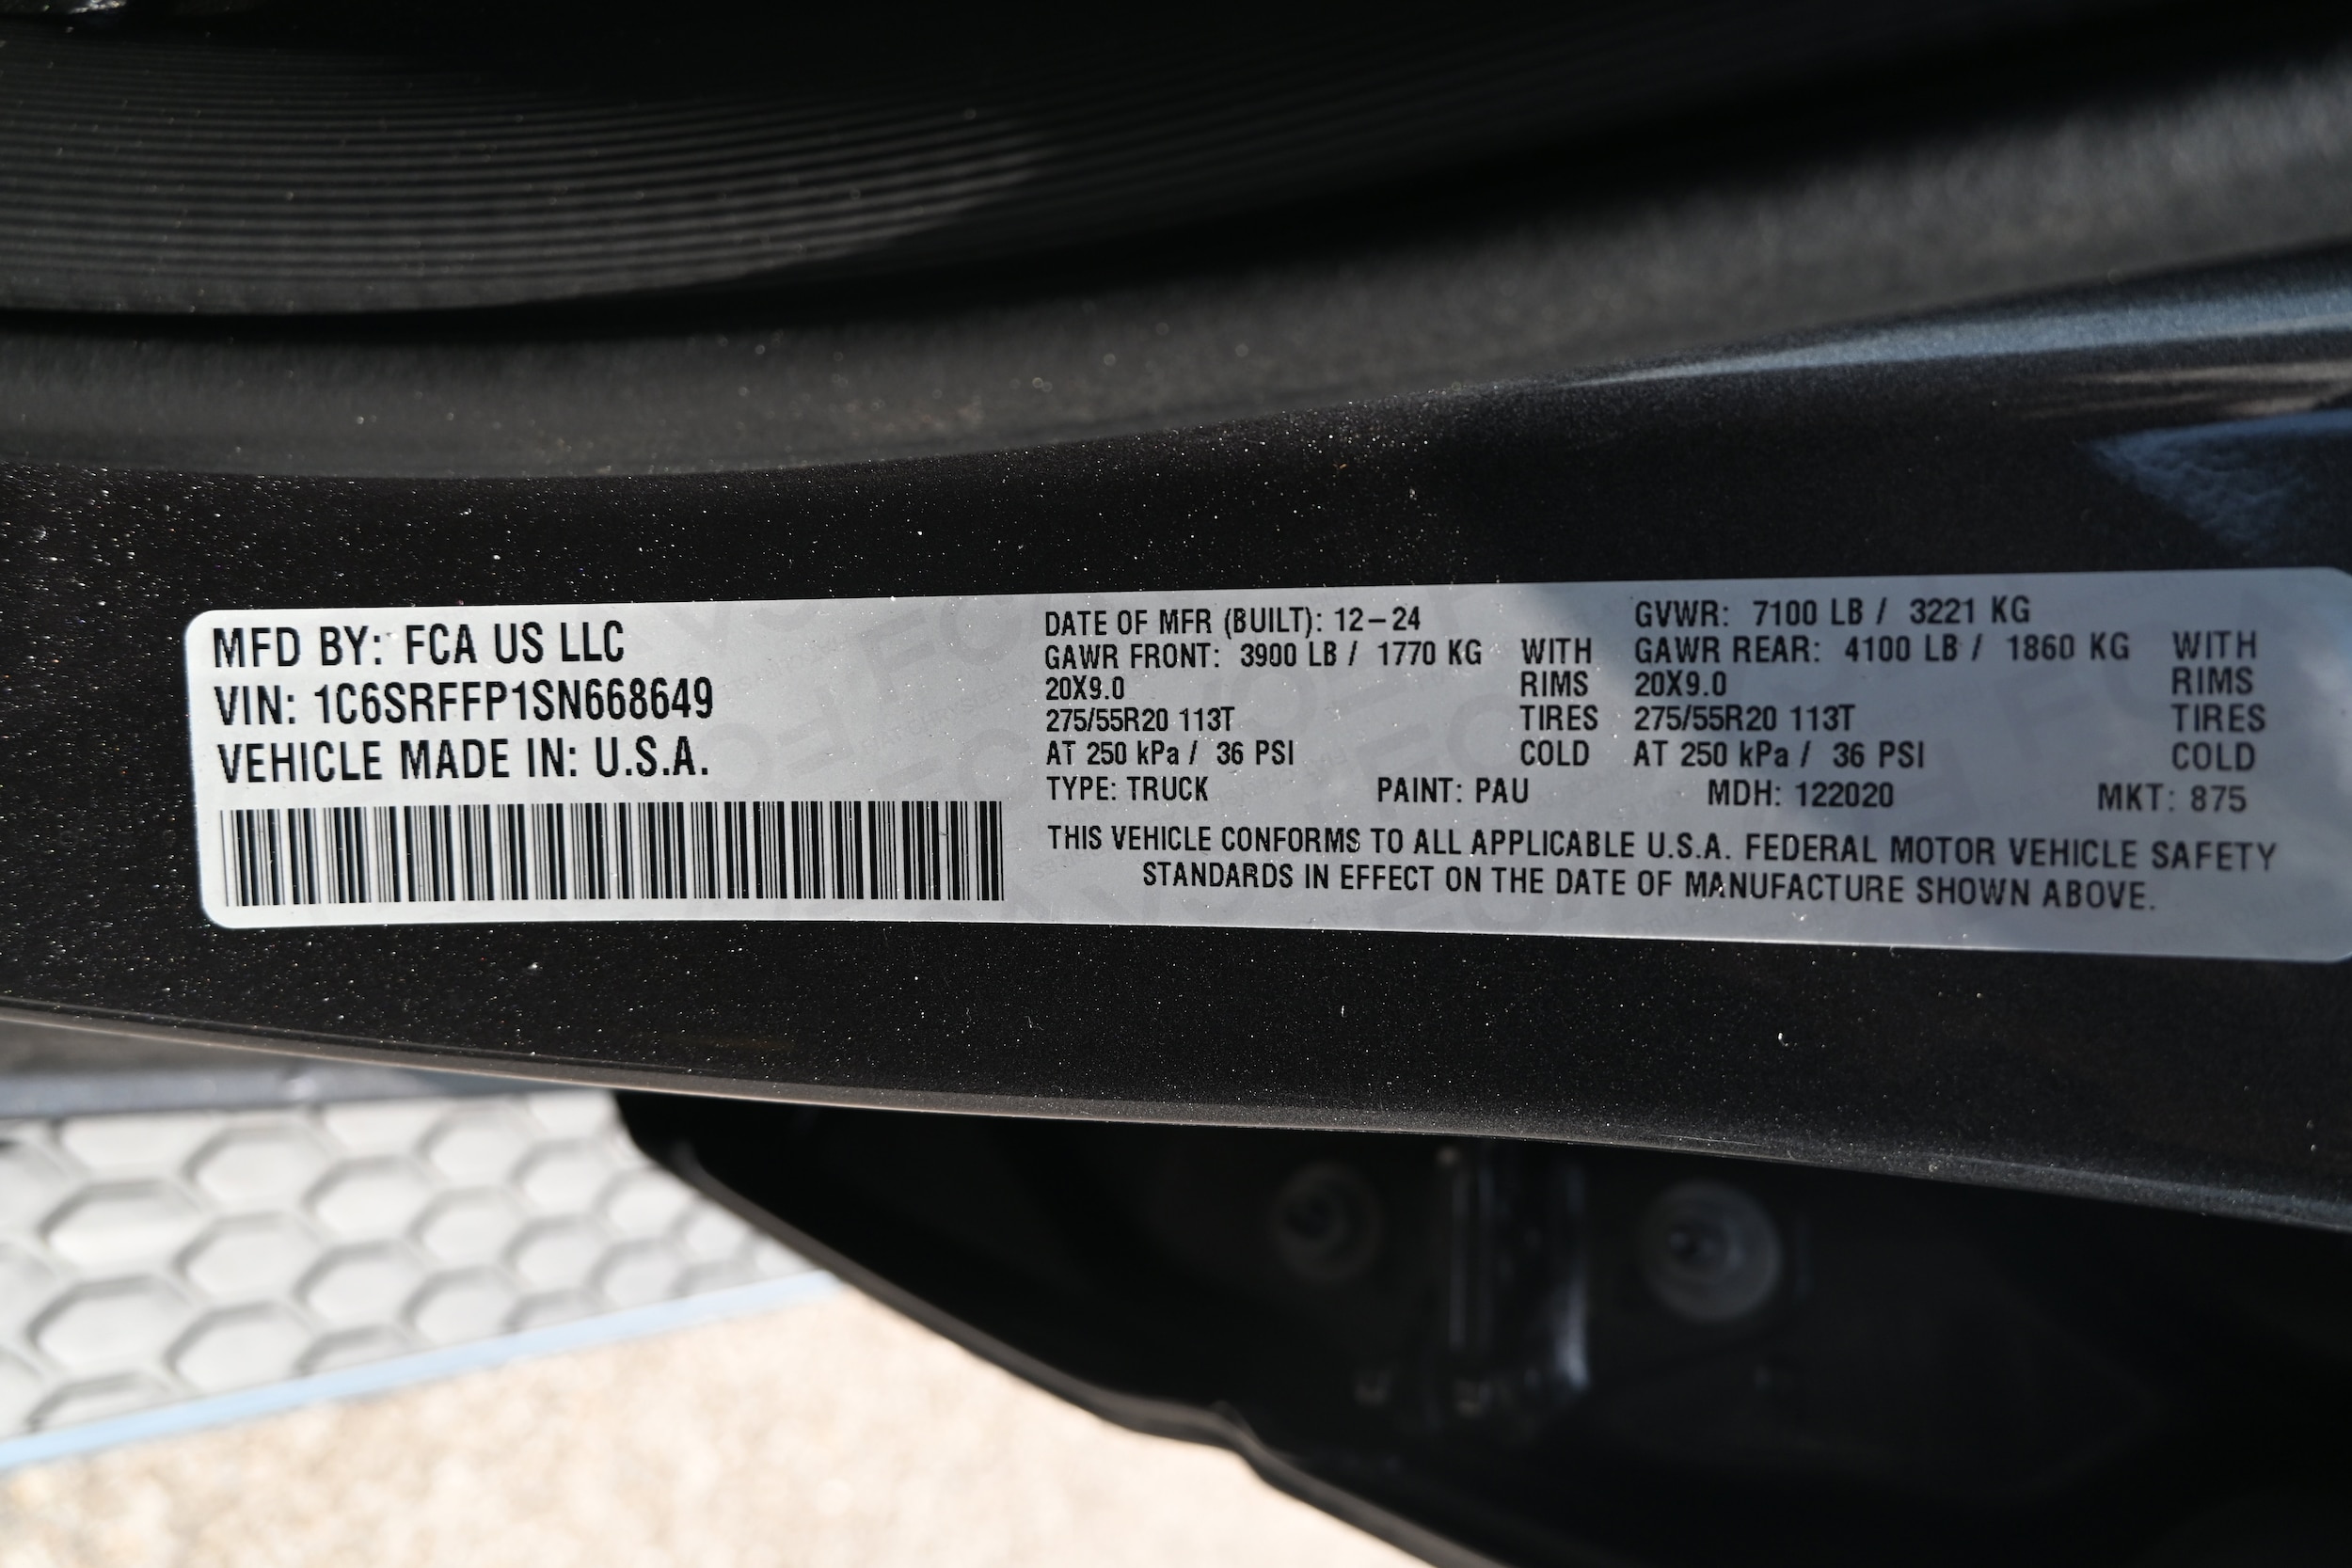 MFD BY: FCA US LLC
VIN: 1C6SRFFP1SN668649
VEHICLE MADE IN: U.S.A.
DATE OF MFR (BUILT): 12-24 GVWR: 7100 LB / 3221 KG
GAWR FRONT: 3900 LB / 1770 KG WITH GAWR REAR: 4100 LB / 1860 KG WITH
20X9.0 RIMS 20X9.0 RIMS
275/55R20 113T TIRES 275/55R20 113T TIRES
AT 250 kPa / 36 PSI COLD AT 250 kPa / 36 PSI COLD
TYPE: TRUCK PAINT: PAU MDH: 122020 MKT: 875
THIS VEHICLE CONFORMS TO ALL APPLICABLE U.S.A. FEDERAL MOTOR VEHICLE SAFETY
STANDARDS IN EFFECT ON THE DATE OF MANUFACTURE SHOWN ABOVE.